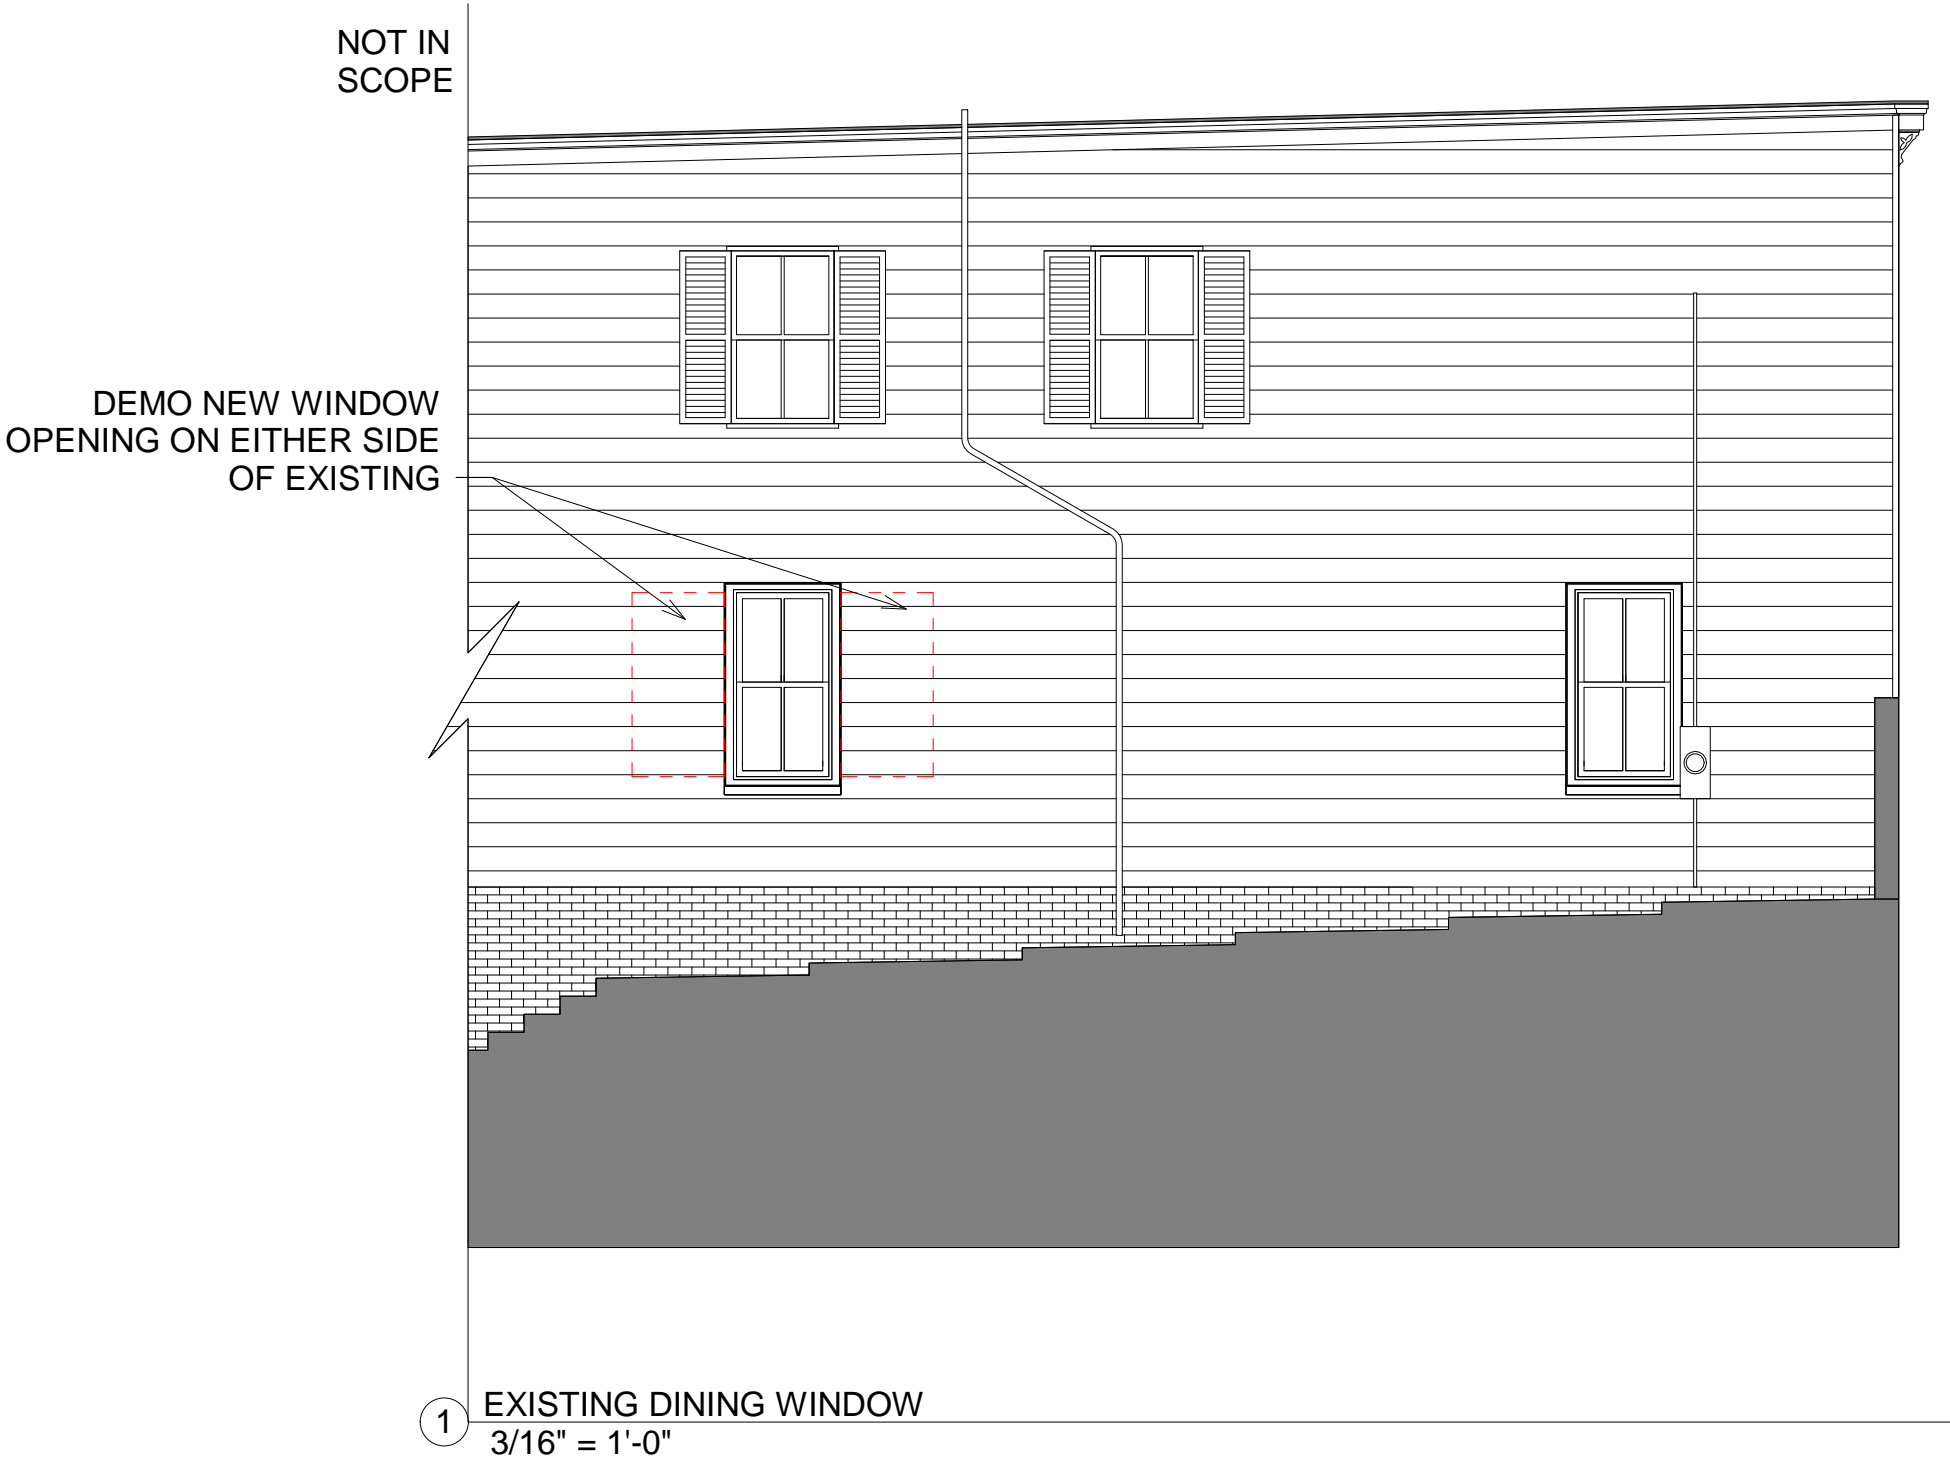 NOT IN
SCOPE
DEMO NEW WINDOW
OPENING ON EITHER SIDE
OF EXISTING
1
EXISTING DINING WINDOW
3/16" = 1'-0"